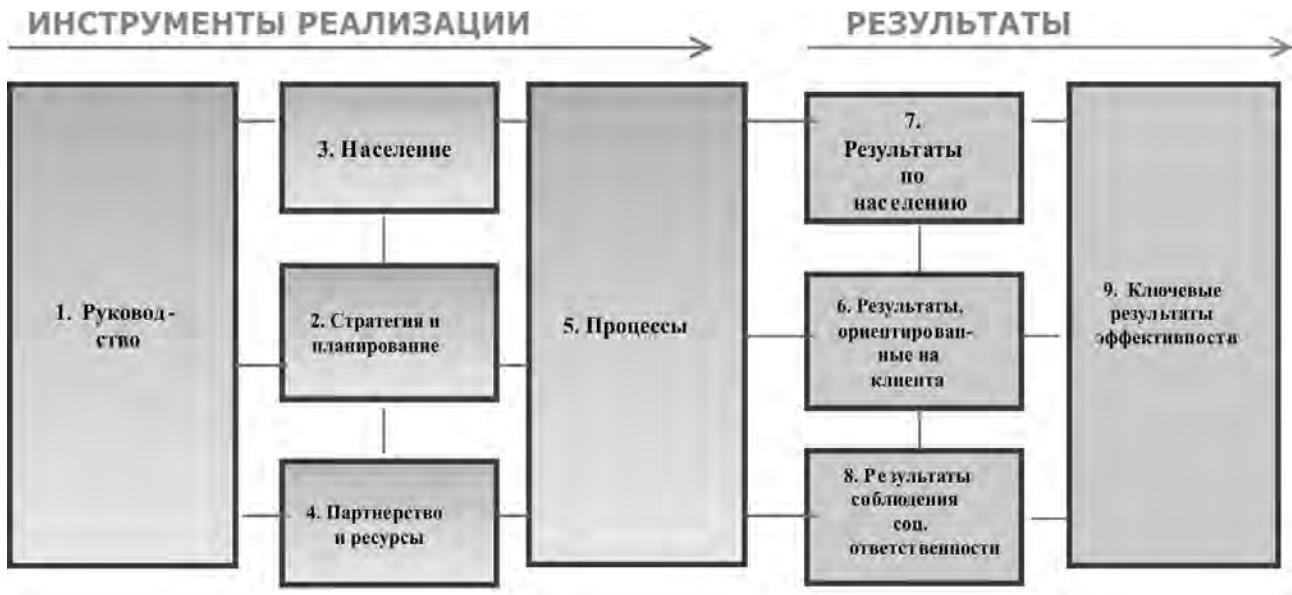 ИНСТРУМЕНТЫ РЕАЛИЗАЦИИ
РЕЗУЛЬТАТЫ
1. Руковод-
ство
3. Население
2. Стратегия и
планирование
4. Партнерство
и ресурсы
5. Процессы
7.
Результаты
по
населению
6. Результаты,
ориентирован-
ные на
клиента
8. Результаты
соблюдения
соц.
ответственности
9. Ключевые
результаты
эффективности